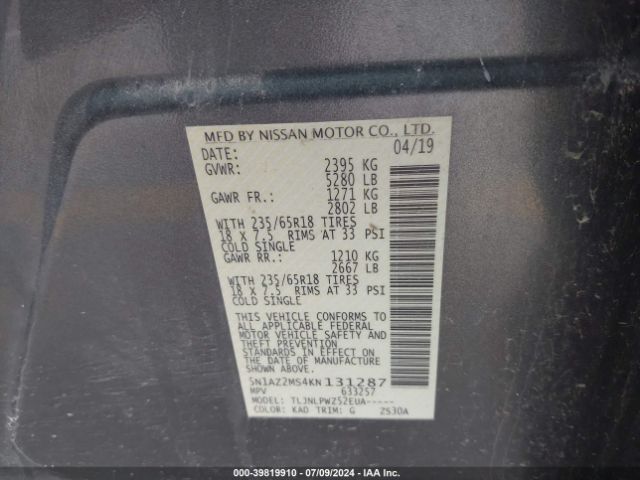 MFD BY NISSAN MOTOR CO., LTD.
DATE: 04/19
GVWR: 2395 KG
5280 LB
GAWR FR.: 1271 KG
2802 LB
WITH 235/65R18 TIRES
18 X 7.5 RIMS AT 33 PSI
COLD SINGLE
GAWR RR.: 1210 KG
2667 LB
WITH 235/65R18 TIRES
18 X 7.5 RIMS AT 33 PSI
COLD SINGLE
THIS VEHICLE CONFORMS TO
ALL APPLICABLE FEDERAL
MOTOR VEHICLE SAFETY AND
THEFT PREVENTION
STANDARDS IN EFFECT ON
THE DATE OF MANUFACTURE
SHOWN ABOVE.
5N1AZ2MS4KN131287
MPV 633257
MODEL: TLJNLPWZ52EUA-----
COLOR: KAD TRIM: G ZS30A
000-39819910 - 07/09/2024 - IAA Inc.